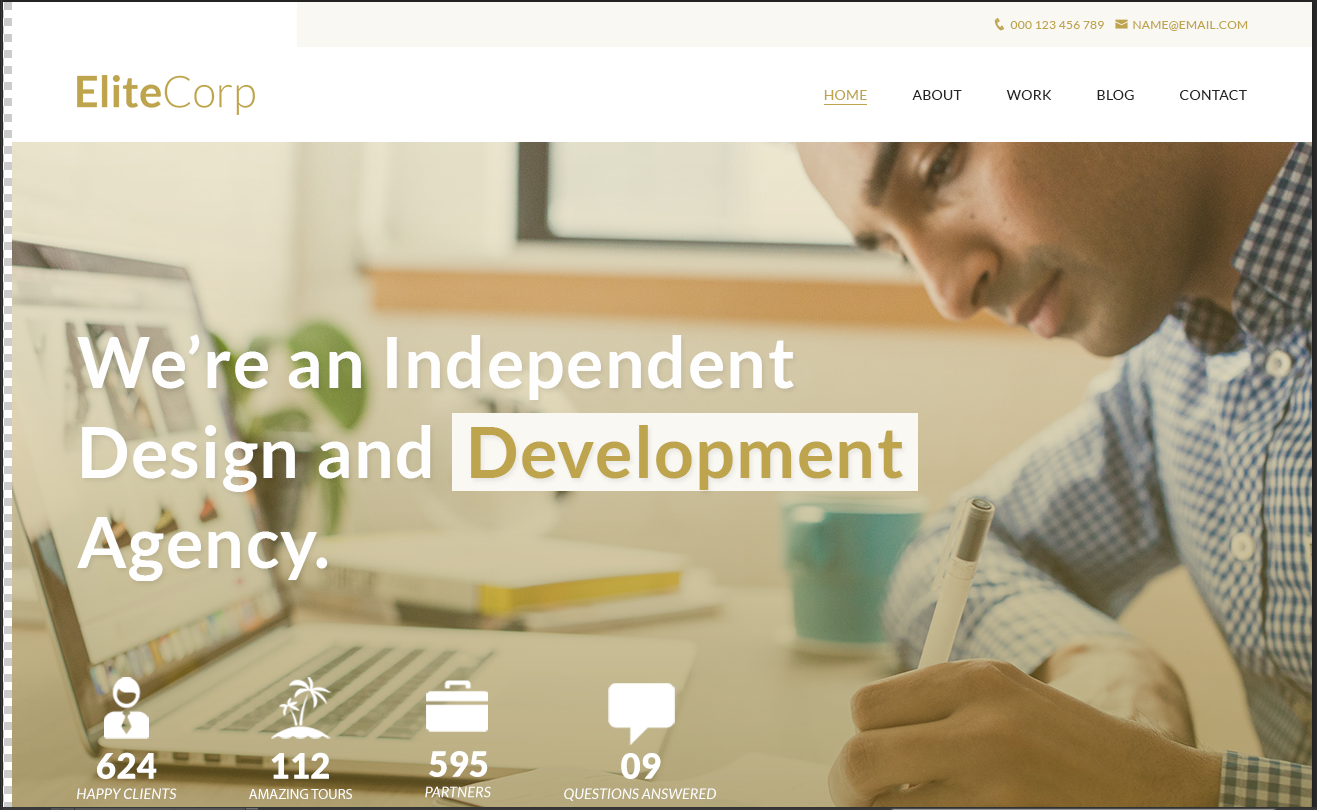 000 123 456 789 NAME@EMAIL.COM
EliteCorp
HOME ABOUT WORK BLOG CONTACT
We’re an Independent
Design and Development
Agency.
624 112 595 09
HAPPY CLIENTS AMAZING TOURS PARTNERS QUESTIONS ANSWERED